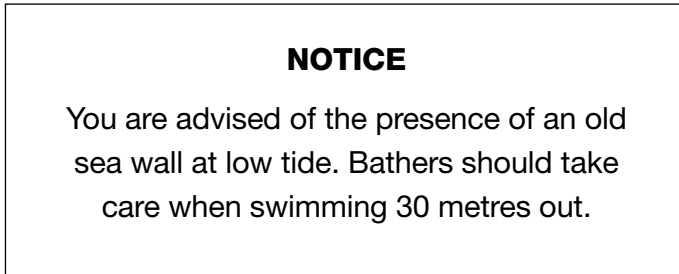 NOTICE
You are advised of the presence of an old
sea wall at low tide. Bathers should take
care when swimming 30 metres out.